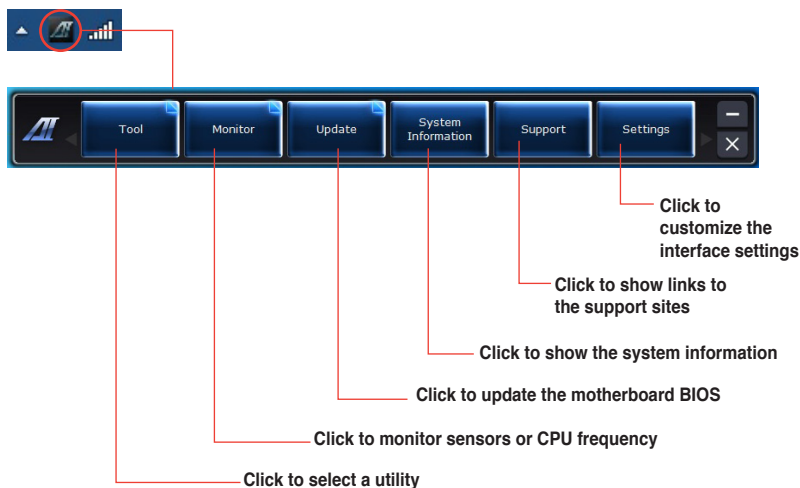 Tool
Monitor
Update
System
Information
Support
Settings
Click to
customize the
interface settings
Click to show links to
the support sites
Click to show the system information
Click to update the motherboard BIOS
Click to monitor sensors or CPU frequency
Click to select a utility